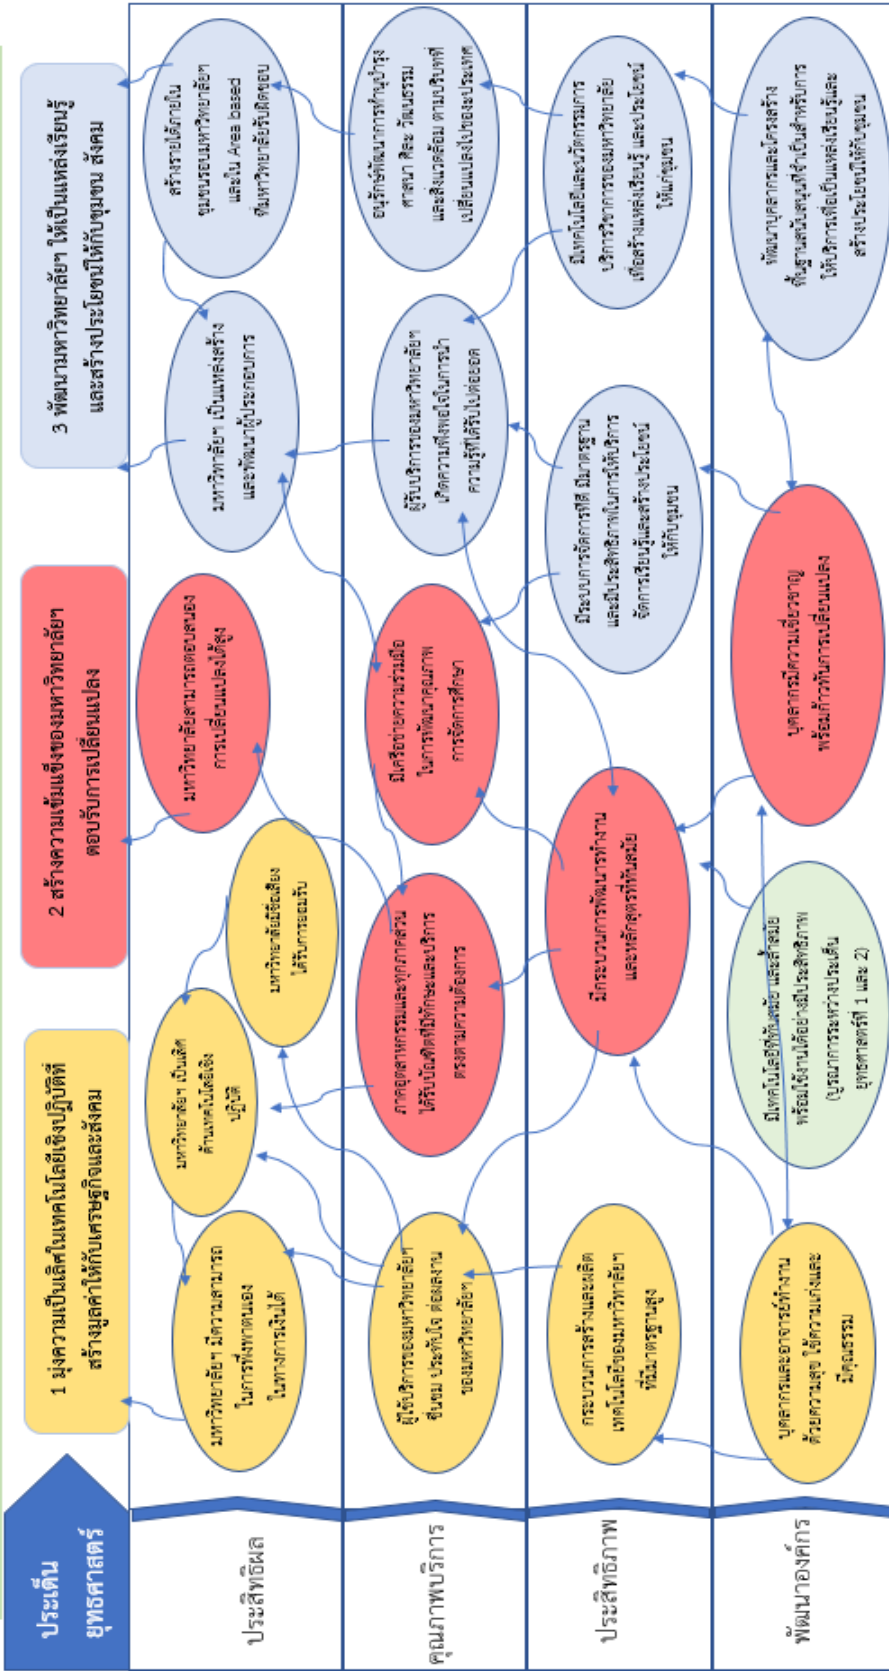 ประเด็น
ยุทธศาสตร์
1 มุ่งความเป็นเลิศในเทคโนโลยีเชิงปฏิบัติที่
สร้างมูลค่าให้กับเศรษฐกิจและสังคม
2 สร้างความเข้มแข็งของมหาวิทยาลัยฯ
ตอบรับการเปลี่ยนแปลง
3 พัฒนามหาวิทยาลัยฯ ให้เป็นแหล่งเรียนรู้
และสร้างประโยชน์ให้กับชุมชน สังคม
ประสิทธิผล
มหาวิทยาลัยฯ มีความสามารถ
ในการพึ่งพาตนเอง
ในทางการเงินได้
มหาวิทยาลัยฯ เป็นเลิศ
ด้านเทคโนโลยีเชิง
ปฏิบัติ
มหาวิทยาลัยมีชื่อเสียง
ได้รับการยอมรับ
มหาวิทยาลัยสามารถตอบสนอง
การเปลี่ยนแปลงได้สูง
มหาวิทยาลัยฯ เป็นแหล่งสร้าง
และพัฒนาผู้ประกอบการ
สร้างรายได้ภายใน
ชุมชนรอบมหาวิทยาลัยฯ
และใน Area based
ที่มหาวิทยาลัยรับผิดชอบ
คุณภาพบริการ
ผู้ใช้บริการของมหาวิทยาลัยฯ
ชื่นชม ประทับใจ ต่อผลงาน
ของมหาวิทยาลัยฯ
ภาคอุตสาหกรรมและทุกภาคส่วน
ได้รับบัณฑิตที่มีทักษะและบริการ
ตรงตามความต้องการ
มีเครือข่ายความร่วมมือ
ในการพัฒนาคุณภาพ
การจัดการศึกษา
ผู้รับบริการของมหาวิทยาลัยฯ
เกิดความพึงพอใจในการนำ
ความรู้ที่ได้รับไปต่อยอด
อนุรักษ์พัฒนาการทำนุบำรุง
ศาสนา ศิลปะ วัฒนธรรม
และสิ่งแวดล้อม ตามบริบทที่
เปลี่ยนแปลงไปของประเทศ
ประสิทธิภาพ
กระบวนการสร้างและผลิต
เทคโนโลยีของมหาวิทยาลัยฯ
ที่มีมาตรฐานสูง
มีกระบวนการพัฒนาการทำงาน
และหลักสูตรที่ทันสมัย
มีระบบการจัดการที่ดี มีมาตรฐาน
และมีประสิทธิภาพในการให้บริการ
จัดการเรียนรู้และสร้างประโยชน์
ให้กับชุมชน
มีเทคโนโลยีและนวัตกรรมการ
บริการวิชาการของมหาวิทยาลัย
เพื่อสร้างแหล่งเรียนรู้ และประโยชน์
ให้แก่ชุมชน
พัฒนาองค์กร
บุคลากรและอาจารย์ทำงาน
ด้วยความสุข ใช้ความเก่งและ
มีคุณธรรม
มีเทคโนโลยีที่ทันสมัย และล้ำสมัย
พร้อมใช้งานได้อย่างมีประสิทธิภาพ
(บูรณาการระหว่างประเด็น
ยุทธศาสตร์ที่ 1 และ 2)
บุคลากรมีความเชี่ยวชาญ
พร้อมก้าวทันการเปลี่ยนแปลง
พัฒนาบุคลากรและโครงสร้าง
พื้นฐานสนับสนุนที่จำเป็นสำหรับการ
ให้บริการเพื่อเป็นแหล่งเรียนรู้และ
สร้างประโยชน์ให้กับชุมชน